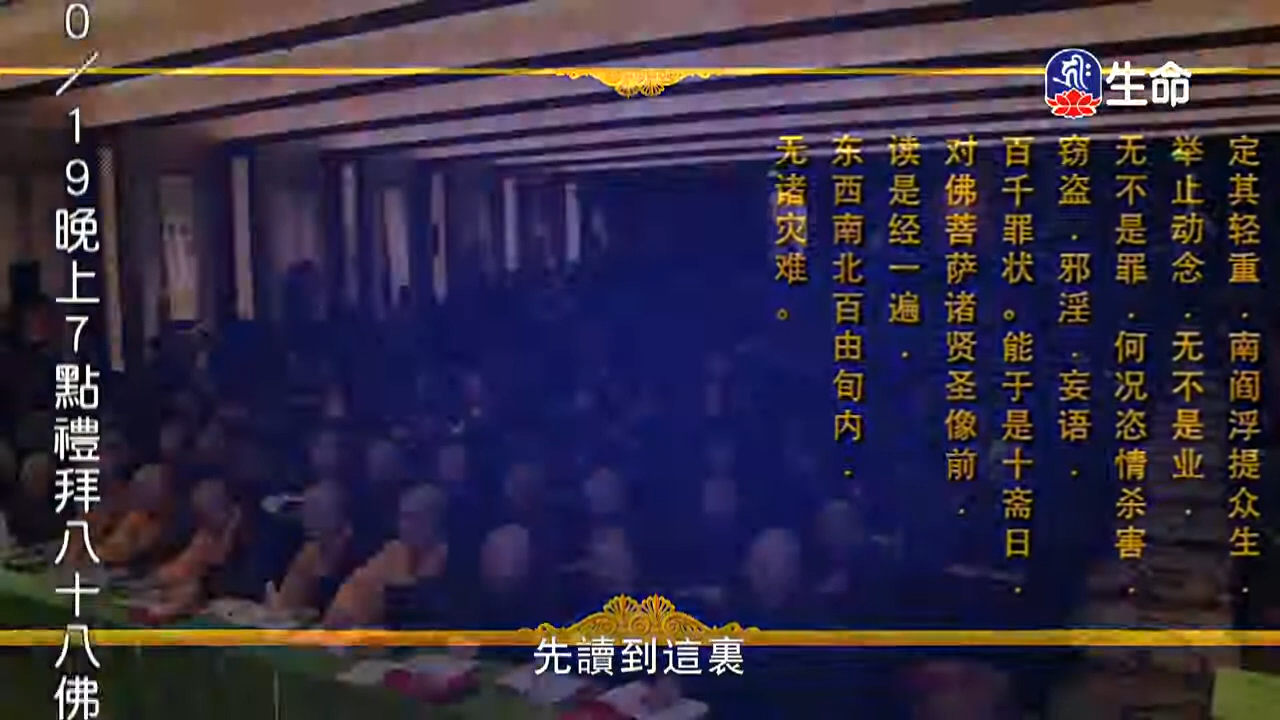 生命
定其轻重.南阎浮提众生.
举止动念.无不是业.
无不是罪.何况恣情杀害.
窃盗.邪淫.妄语.
百千罪状。能于是十斋日.
对佛菩萨诸贤圣像前.
读是经一遍.
东西南北百由旬内.
无诸灾难。
0/19晚上7點禮拜八十八佛
先讀到這裏